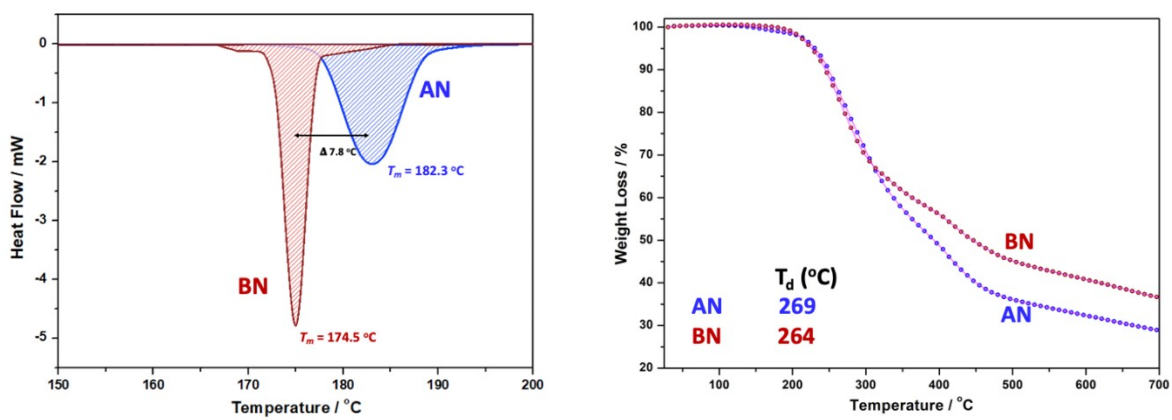 0
-1
-2
-3
-4
-5
Heat Flow / mW
AN
Δ 7.8 °C
Tm = 182.3 °C
BN
Tm = 174.5 °C
150 160 170 180 190 200
Temperature / °C
100
90
80
70
60
50
40
30
20
Weight Loss / %
BN
AN
Td (°C)
AN 269
BN 264
100 200 300 400 500 600 700
Temperature / °C